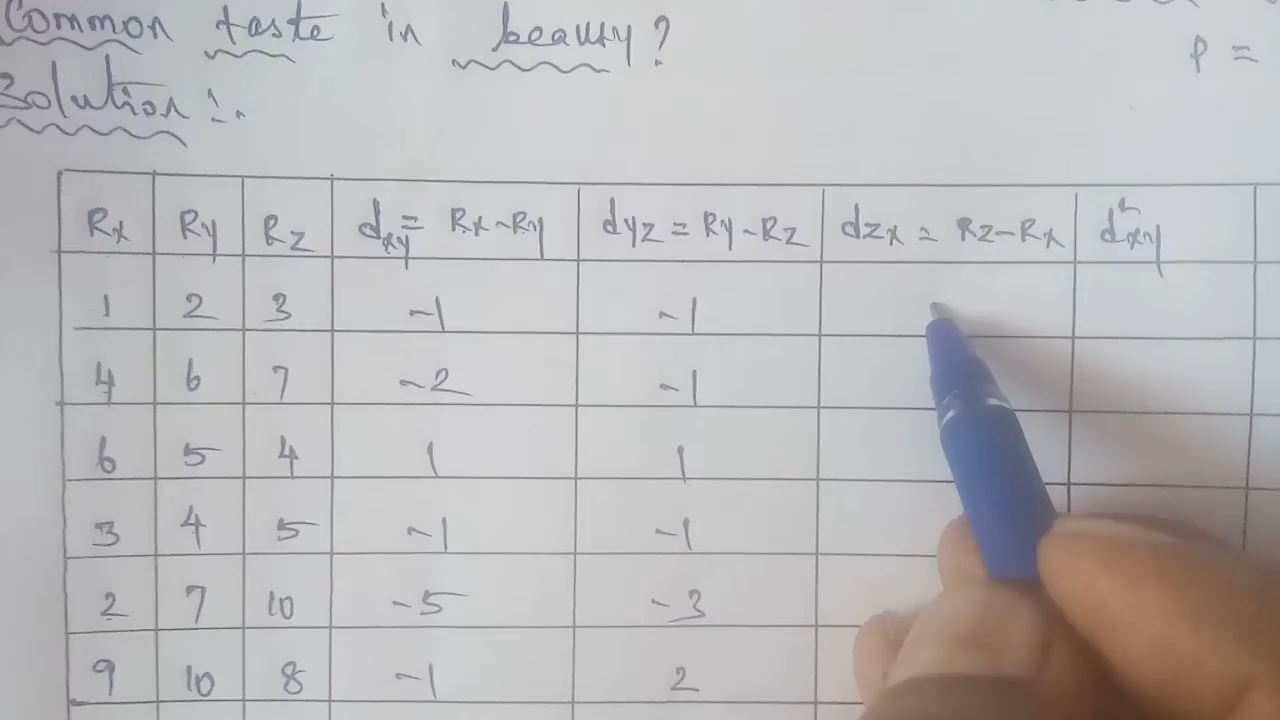 Common taste in beauty?
P =
Solution :-
Rx Ry Rz dxy = Rx - Ry dyz = Ry - Rz dzx = Rz - Rx d²xy
1 2 3 -1 -1
4 6 7 -2 -1
6 5 4 1 1
3 4 5 -1 -1
2 7 10 -5 -3
9 10 8 -1 2